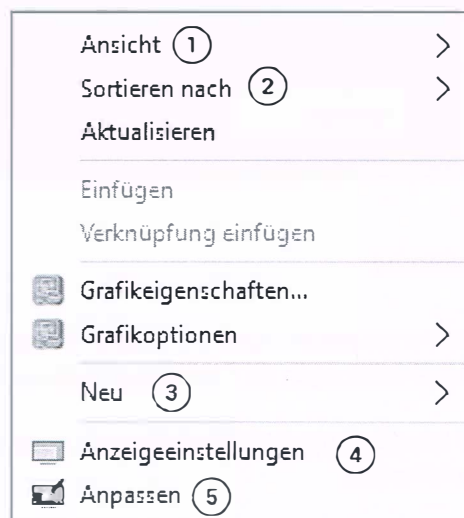 Ansicht 1
Sortieren nach 2
Aktualisieren
Einfügen
Verknüpfung einfügen
Grafikeigenschaften...
Grafikoptionen
Neu 3
Anzeigeeinstellungen 4
Anpassen 5